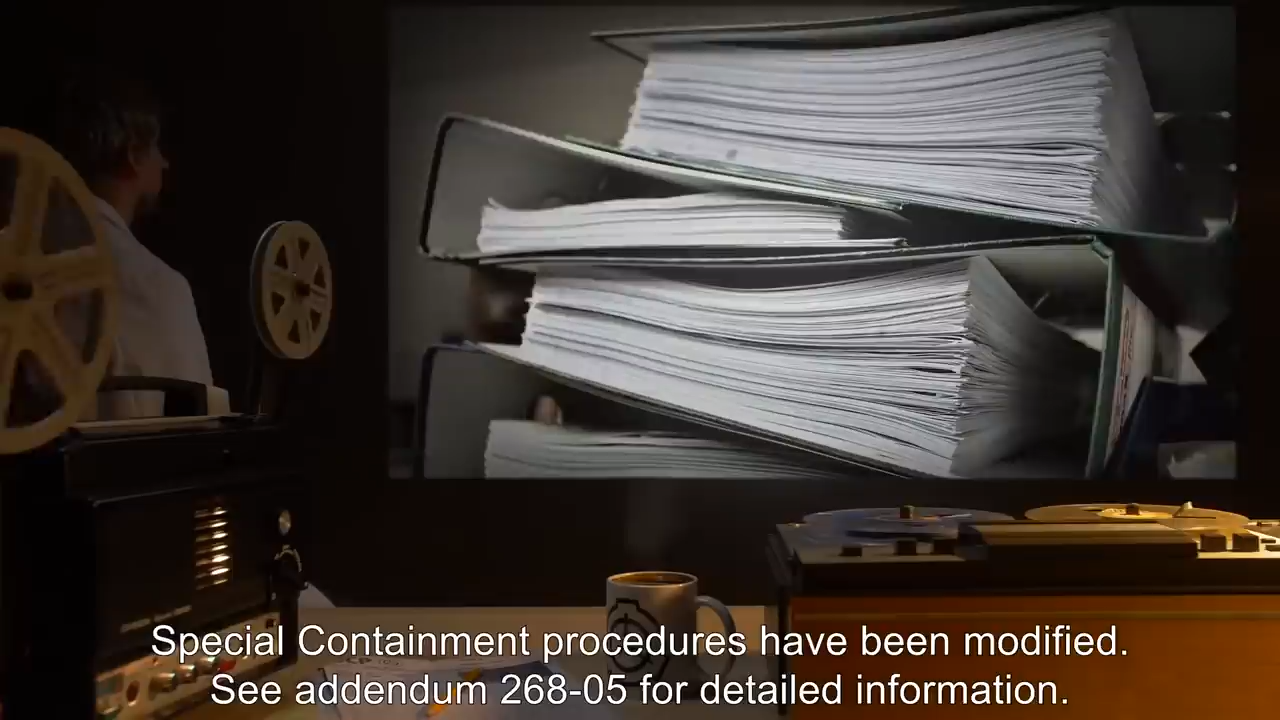 Special Containment procedures have been modified.
See addendum 268-05 for detailed information.